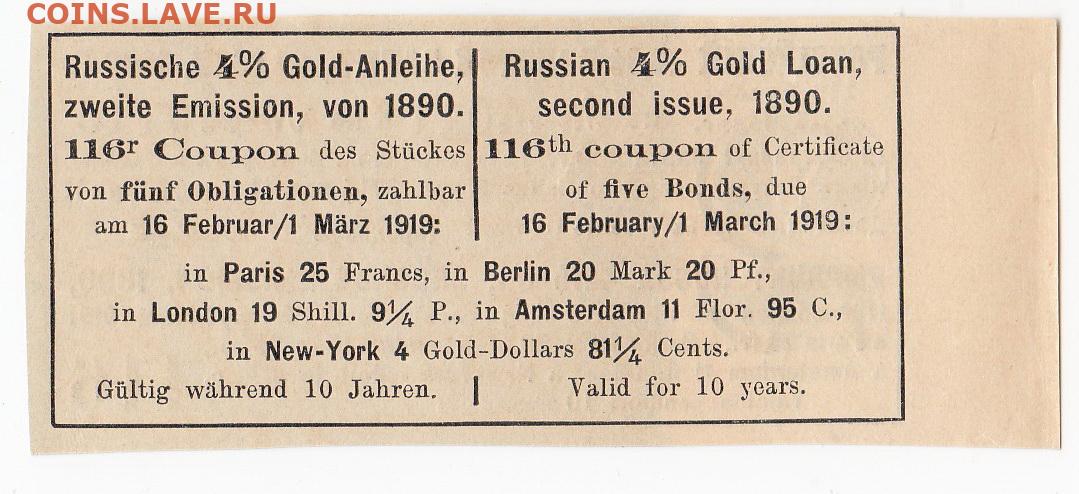 COINS.LAVE.RU
Russische 4% Gold-Anleihe,
zweite Emission, von 1890.
116r Coupon des Stückes
von fünf Obligationen, zahlbar
am 16 Februar/1 März 1919:
Russian 4% Gold Loan,
second issue, 1890.
116th coupon of Certificate
of five Bonds, due
16 February/1 March 1919:
in Paris 25 Francs, in Berlin 20 Mark 20 Pf.,
in London 19 Shill. 9¼ P., in Amsterdam 11 Flor. 95 C.,
in New-York 4 Gold-Dollars 81¼ Cents.
Gültig während 10 Jahren.
Valid for 10 years.